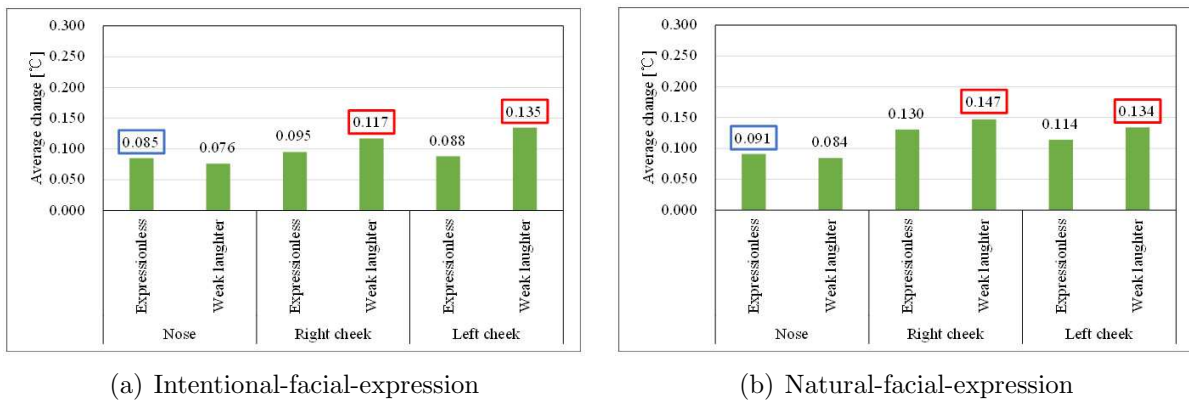 0.300
0.250
0.200
0.150
0.100
0.050
0.000
Average change [℃]
0.085
0.076
0.095
0.117
0.088
0.135
Expressionless
Weak laughter
Expressionless
Weak laughter
Expressionless
Weak laughter
Nose
Right cheek
Left cheek
(a) Intentional-facial-expression
0.300
0.250
0.200
0.150
0.100
0.050
0.000
Average change [℃]
0.091
0.084
0.130
0.147
0.114
0.134
Expressionless
Weak laughter
Expressionless
Weak laughter
Expressionless
Weak laughter
Nose
Right cheek
Left cheek
(b) Natural-facial-expression